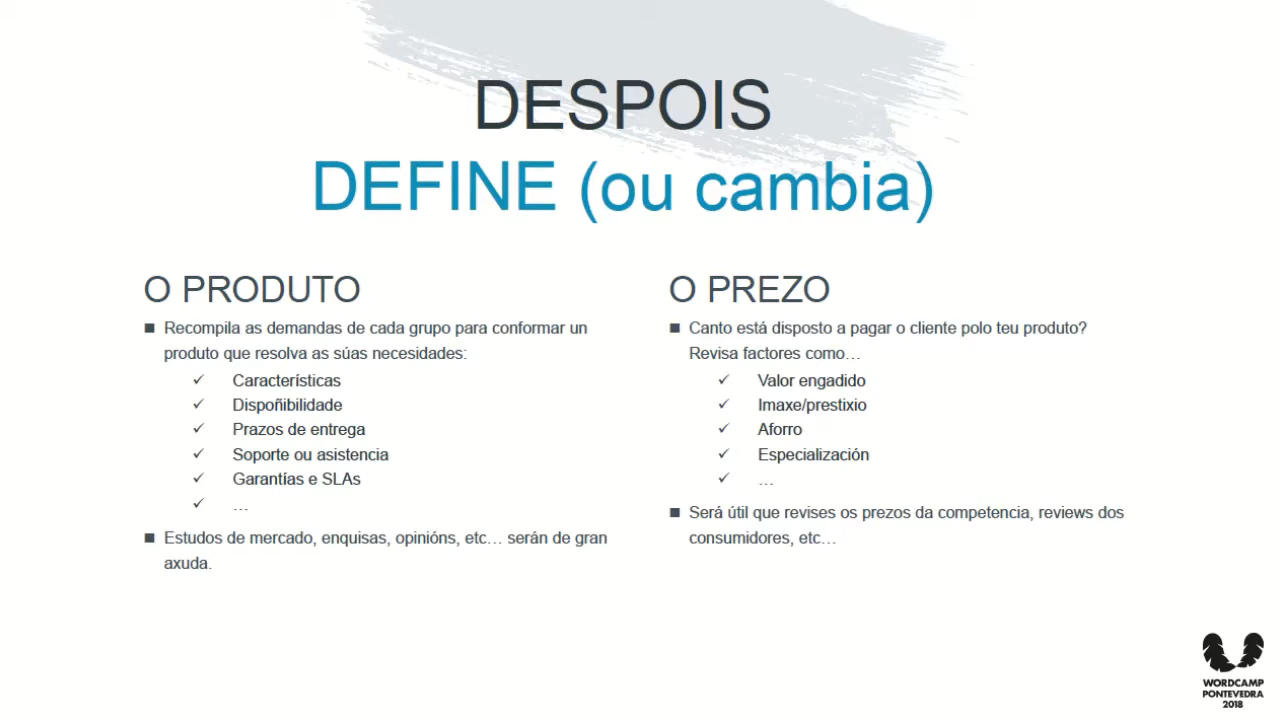 DESPOIS
DEFINE (ou cambia)
O PRODUTO
Recompila as demandas de cada grupo para conformar un
produto que resolva as súas necesidades:
Características
Dispoñibilidade
Prazos de entrega
Soporte ou asistencia
Garantías e SLAs
…
Estudos de mercado, enquisas, opinións, etc… serán de gran
axuda.
O PREZO
Canto está disposto a pagar o cliente polo teu produto?
Revisa factores como…
Valor engadido
Imaxe/prestixio
Aforro
Especialización
…
Será útil que revises os prezos da competencia, reviews dos
consumidores, etc…
WORDCAMP
PONTEVEDRA
2018